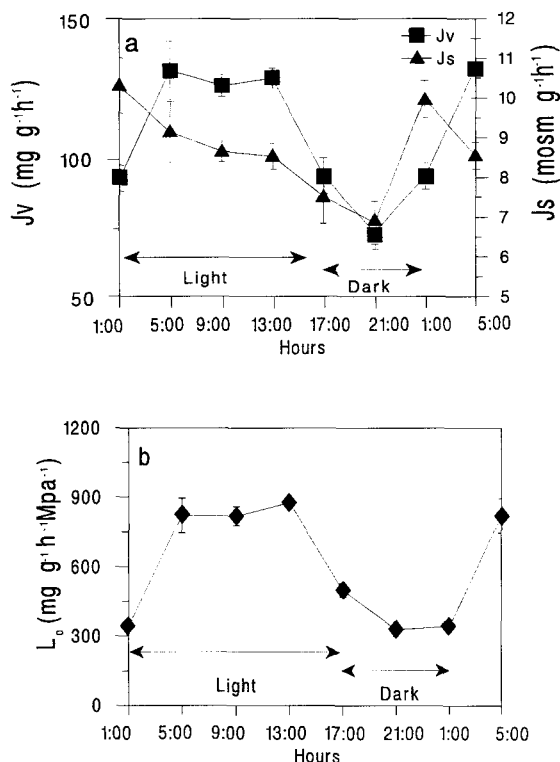 a
Jv
Js
150
100
50
Jv (mg g⁻¹h⁻¹)
12
11
10
9
8
7
6
5
Js (mosm g⁻¹h⁻¹)
Light
Dark
1:00 5:00 9:00 13:00 17:00 21:00 1:00 5:00
Hours
b
1200
900
600
300
0
L₀ (mg g⁻¹h⁻¹Mpa⁻¹)
Light
Dark
1:00 5:00 9:00 13:00 17:00 21:00 1:00 5:00
Hours